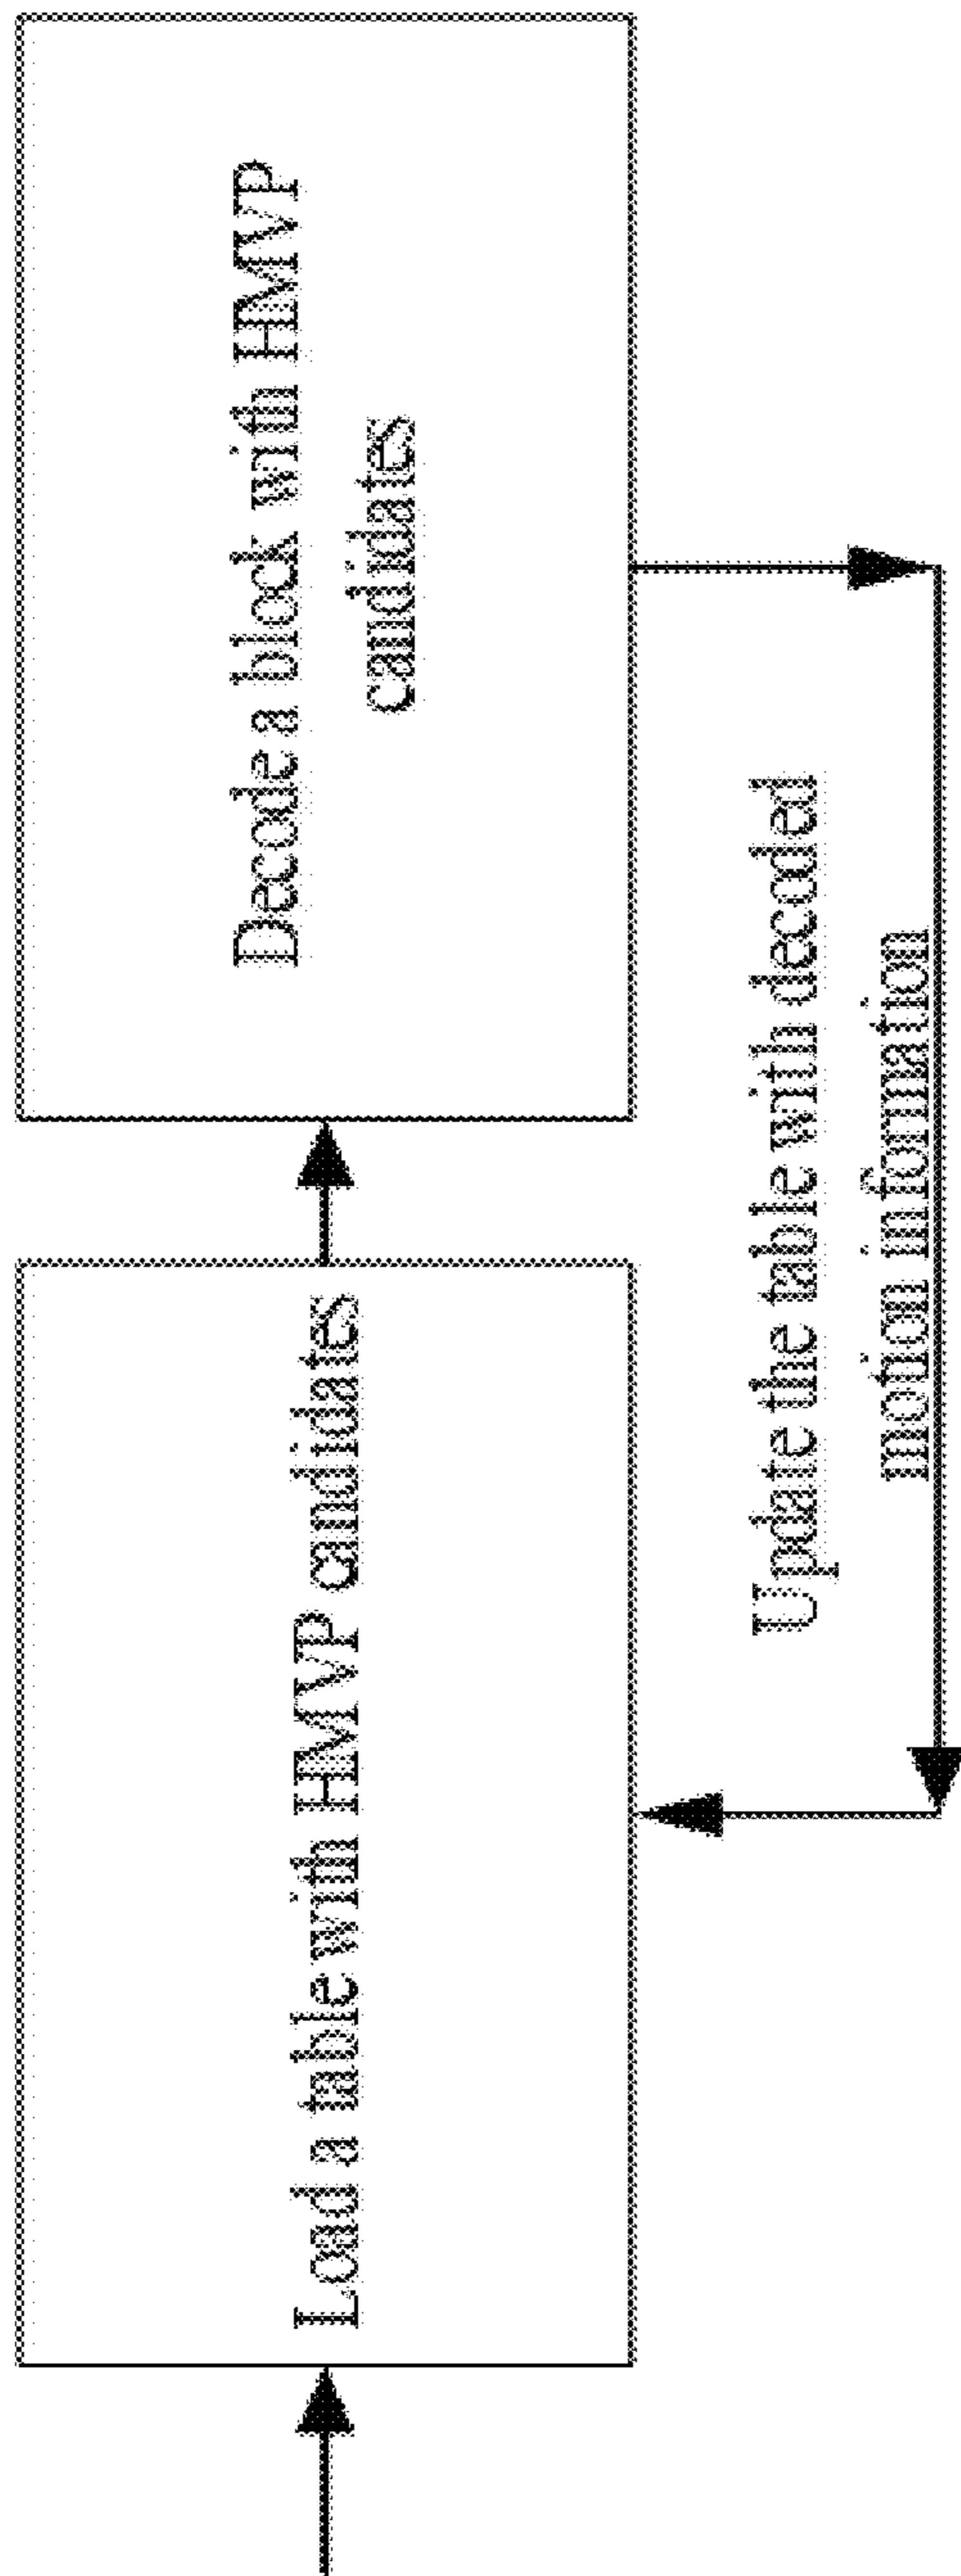 Load a table with HMVP candidates
Decode a block with HMVP
candidates
Update the table with decoded
motion information